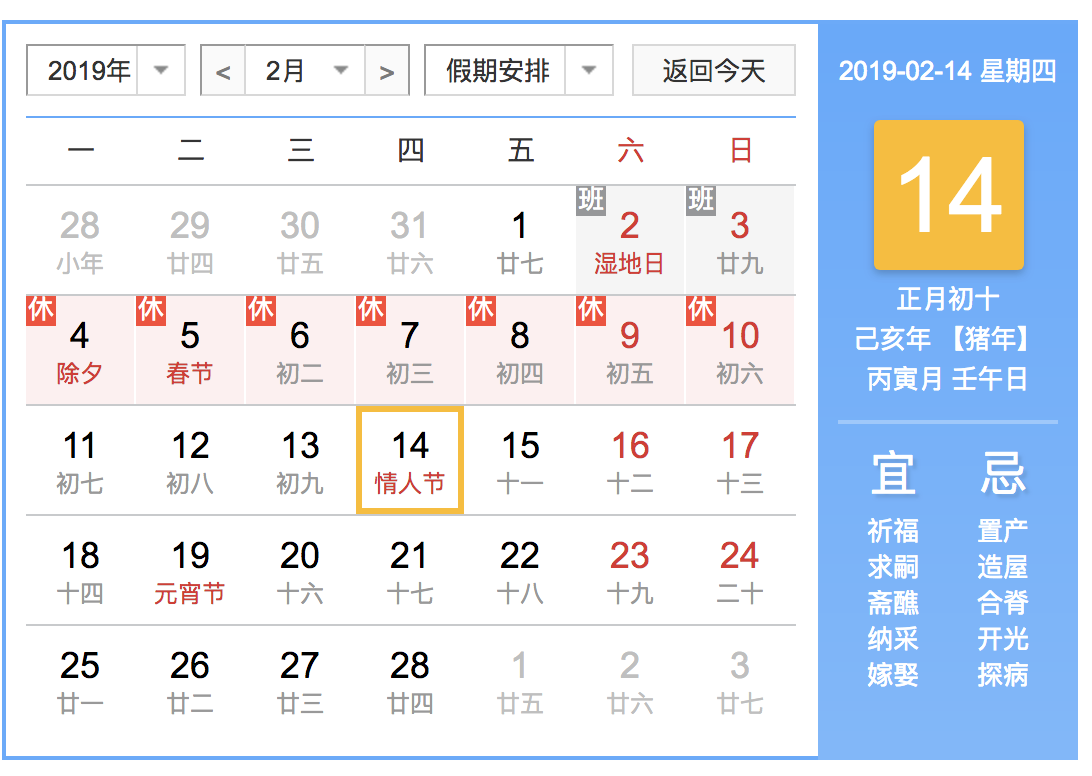 2019年 < 2月 > 假期安排 返回今天
一 二 三 四 五 六 日
28 29 30 31 1 班 2 班 3
小年 廿四 廿五 廿六 廿七 湿地日 廿九
休 4 休 5 休 6 休 7 休 8 休 9 休 10
除夕 春节 初二 初三 初四 初五 初六
11 12 13 14 15 16 17
初七 初八 初九 情人节 十一 十二 十三
18 19 20 21 22 23 24
十四 元宵节 十六 十七 十八 十九 二十
25 26 27 28 1 2 3
廿一 廿二 廿三 廿四 廿五 廿六 廿七
2019-02-14 星期四
14
正月初十
己亥年 【猪年】
丙寅月 壬午日
宜 忌
祈福 置产
求嗣 造屋
斋醮 合脊
纳采 开光
嫁娶 探病